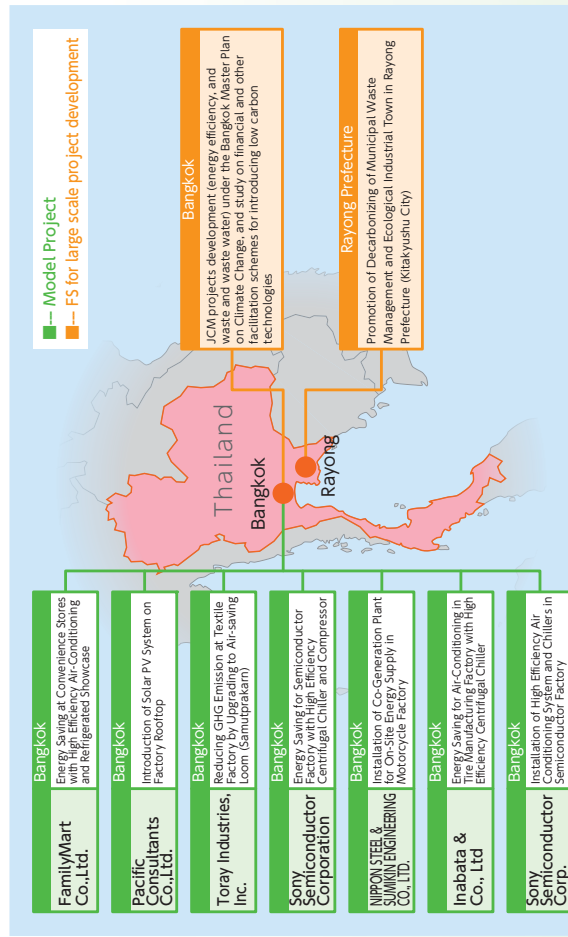 ■--- Model Project
■--- FS for large scale project development
Bangkok
FamilyMart
Co.,Ltd.
Energy Saving at Convenience Stores
with High Efficiency Air-Conditioning
and Refrigerated Showcase
Bangkok
Pacific
Consultants
Co.,Ltd.
Introduction of Solar PV System on
Factory Rooftop
Bangkok
Toray Industries,
Inc.
Reducing GHG Emission at Textile
Factory by Upgrading to Air-saving
Loom (Samutprakarn)
Bangkok
Sony
Semiconductor
Corporation
Energy Saving for Semiconductor
Factory with High Efficiency
Centrifugal Chiller and Compressor
Bangkok
NIPPON STEEL &
SUMIKIN ENGINEERING
CO., LTD.
Installation of Co-Generation Plant
for On-Site Energy Supply in
Motorcycle Factory
Bangkok
Inabata &
Co., Ltd
Energy Saving for Air-Conditioning in
Tire Manufacturing Factory with High
Efficiency Centrifugal Chiller
Bangkok
Sony
Semiconductor
Corp.
Installation of High Efficiency Air
Conditioning System and Chillers in
Semiconductor Factory
Thailand
Bangkok
Rayong
Bangkok
JCM projects development (energy efficiency, and
waste and waste water) under the Bangkok Master Plan
on Climate Change, and study on financial and other
facilitation schemes for introducing low carbon
technologies
Rayong Prefecture
Promotion of Decarbonizing of Municipal Waste
Management and Ecological Industrial Town in Rayong
Prefecture (Kitakyushu City)